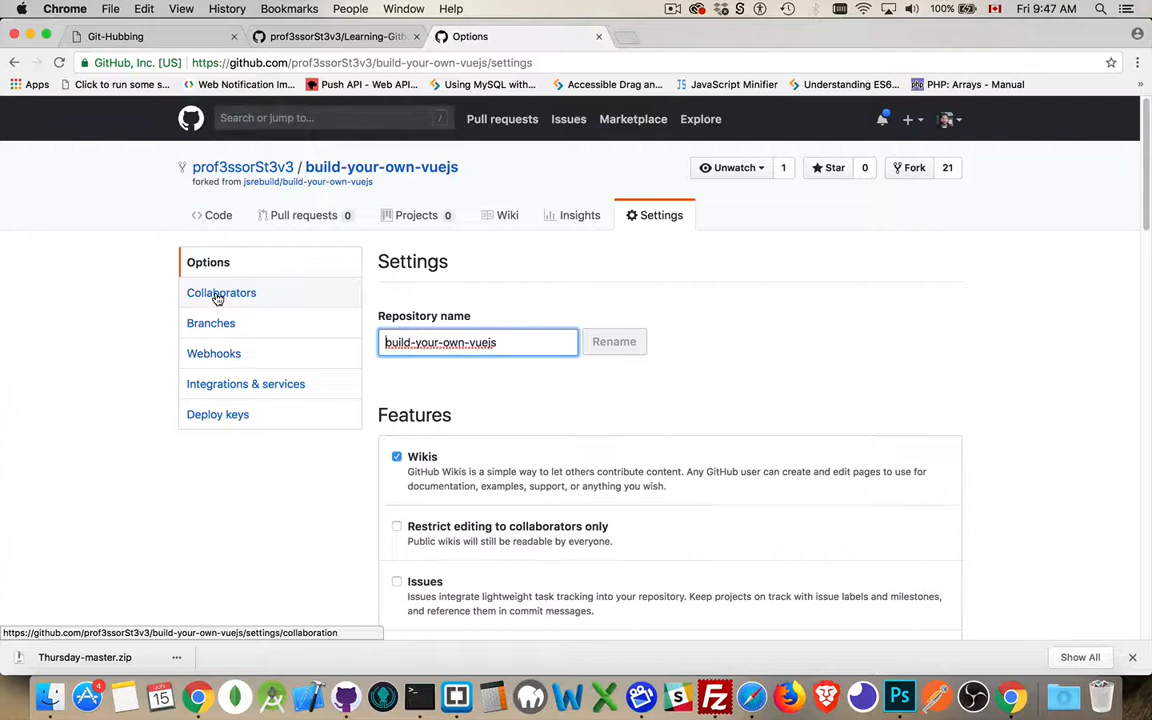 Chrome File Edit View History Bookmarks People Window Help 100% Fri 9:47 AM
Git-Hubbing × prof3ssorSt3v3/Learning-Gith × Options ×
GitHub, Inc. [US] https://github.com/prof3ssorSt3v3/build-your-own-vuejs/settings
Apps Click to run some s... Web Notification Im... Push API - Web API... Using MySQL with... Accessible Drag an... JavaScript Minifier Understanding ES6... PHP: Arrays - Manual »
Search or jump to... / Pull requests Issues Marketplace Explore
prof3ssorSt3v3 / build-your-own-vuejs Unwatch 1 Star 0 Fork 21
forked from jsrebuild/build-your-own-vuejs
Code Pull requests 0 Projects 0 Wiki Insights Settings
Options
Collaborators
Branches
Webhooks
Integrations & services
Deploy keys
Settings
Repository name
build-your-own-vuejs Rename
Features
Wikis
GitHub Wikis is a simple way to let others contribute content. Any GitHub user can create and edit pages to use for
documentation, examples, support, or anything you wish.
Restrict editing to collaborators only
Public wikis will still be readable by everyone.
Issues
Issues integrate lightweight task tracking into your repository. Keep projects on track with issue labels and milestones,
and reference them in commit messages.
https://github.com/prof3ssorSt3v3/build-your-own-vuejs/settings/collaboration
Thursday-master.zip ••• Show All
4 JUN 15 Ps